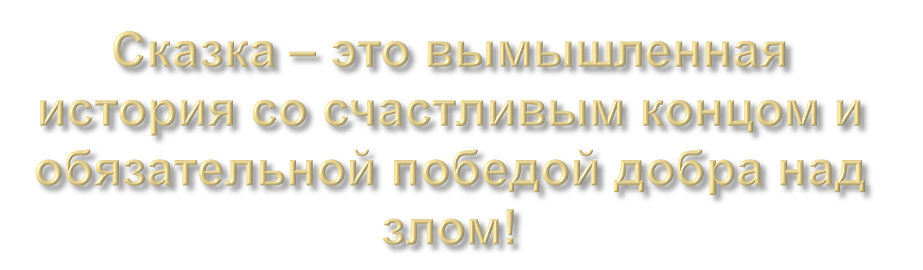 Сказка – это вымышленная
история со счастливым концом и
обязательной победой добра над
злом!